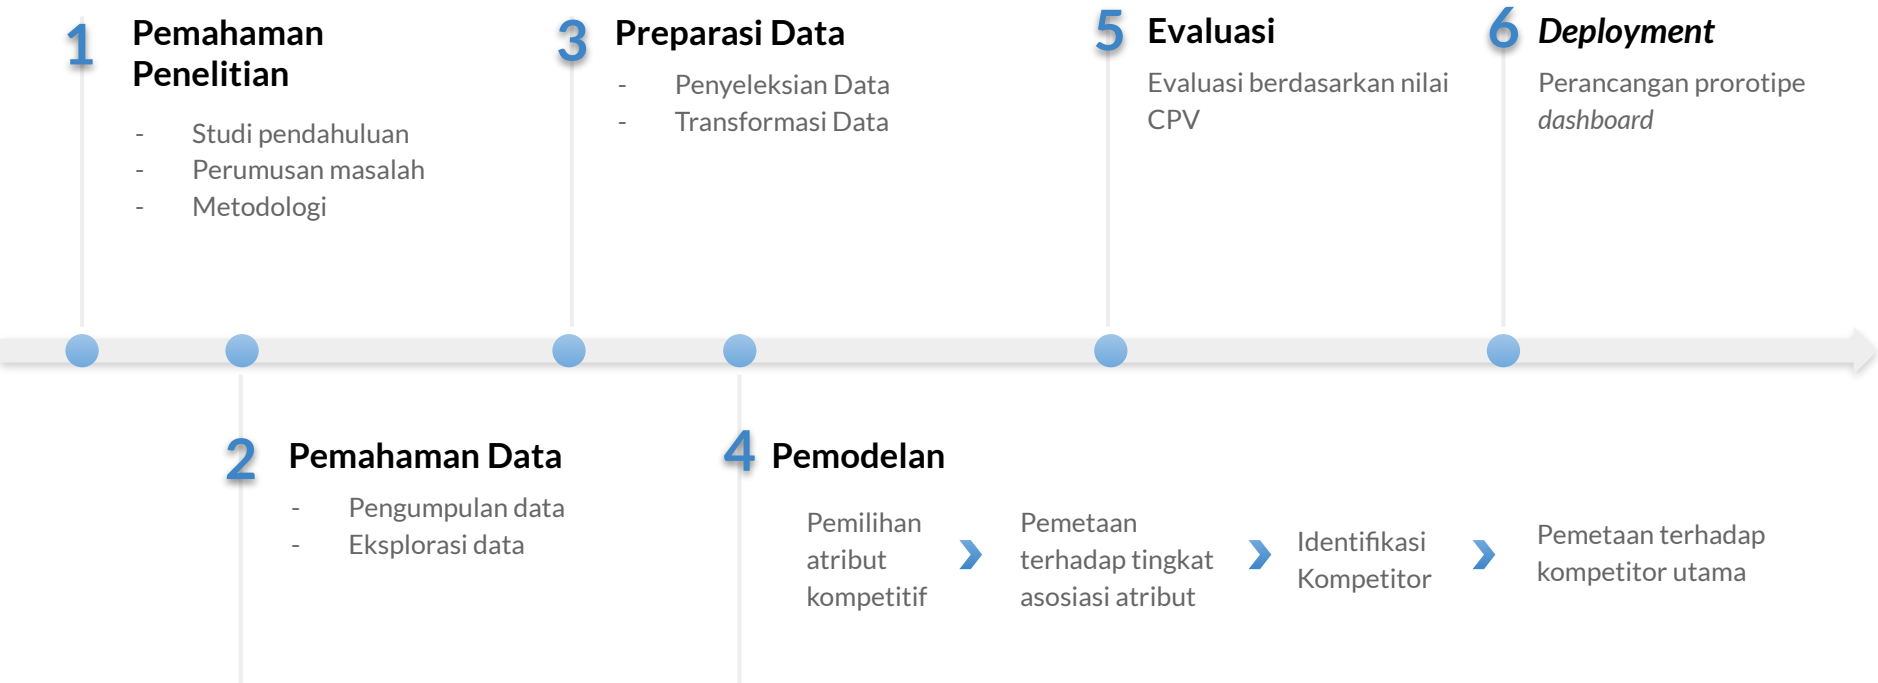 1
Pemahaman
Penelitian
- Studi pendahuluan
- Perumusan masalah
- Metodologi
2
Pemahaman Data
- Pengumpulan data
- Eksplorasi data
3
Preparasi Data
- Penyeleksian Data
- Transformasi Data
4
Pemodelan
Pemilihan
atribut
kompetitif
Pemetaan
terhadap tingkat
asosiasi atribut
Identifikasi
Kompetitor
Pemetaan terhadap
kompetitor utama
5
Evaluasi
Evaluasi berdasarkan nilai
CPV
6
Deployment
Perancangan prorotipe
dashboard